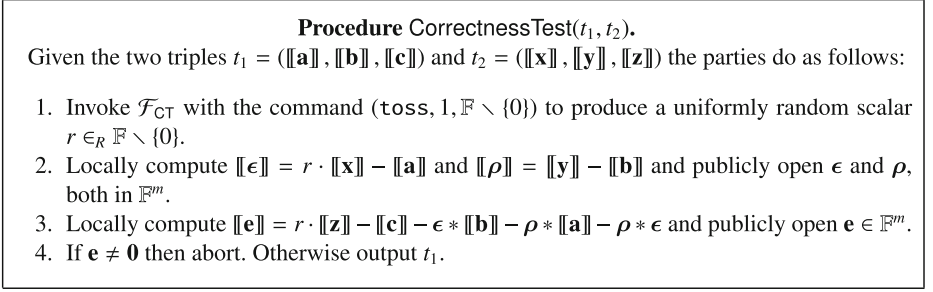 Procedure CorrectnessTest(t₁, t₂).
Given the two triples t₁ = (⟦a⟧, ⟦b⟧, ⟦c⟧) and t₂ = (⟦x⟧, ⟦y⟧, ⟦z⟧) the parties do as follows:
1. Invoke ℱ_CT with the command (toss, 1, 𝔽 ∖ {0}) to produce a uniformly random scalar
r ∈_R 𝔽 ∖ {0}.
2. Locally compute ⟦ϵ⟧ = r · ⟦x⟧ − ⟦a⟧ and ⟦ρ⟧ = ⟦y⟧ − ⟦b⟧ and publicly open ϵ and ρ,
both in 𝔽ᵐ.
3. Locally compute ⟦e⟧ = r · ⟦z⟧ − ⟦c⟧ − ϵ ∗ ⟦b⟧ − ρ ∗ ⟦a⟧ − ρ ∗ ϵ and publicly open e ∈ 𝔽ᵐ.
4. If e ≠ 0 then abort. Otherwise output t₁.